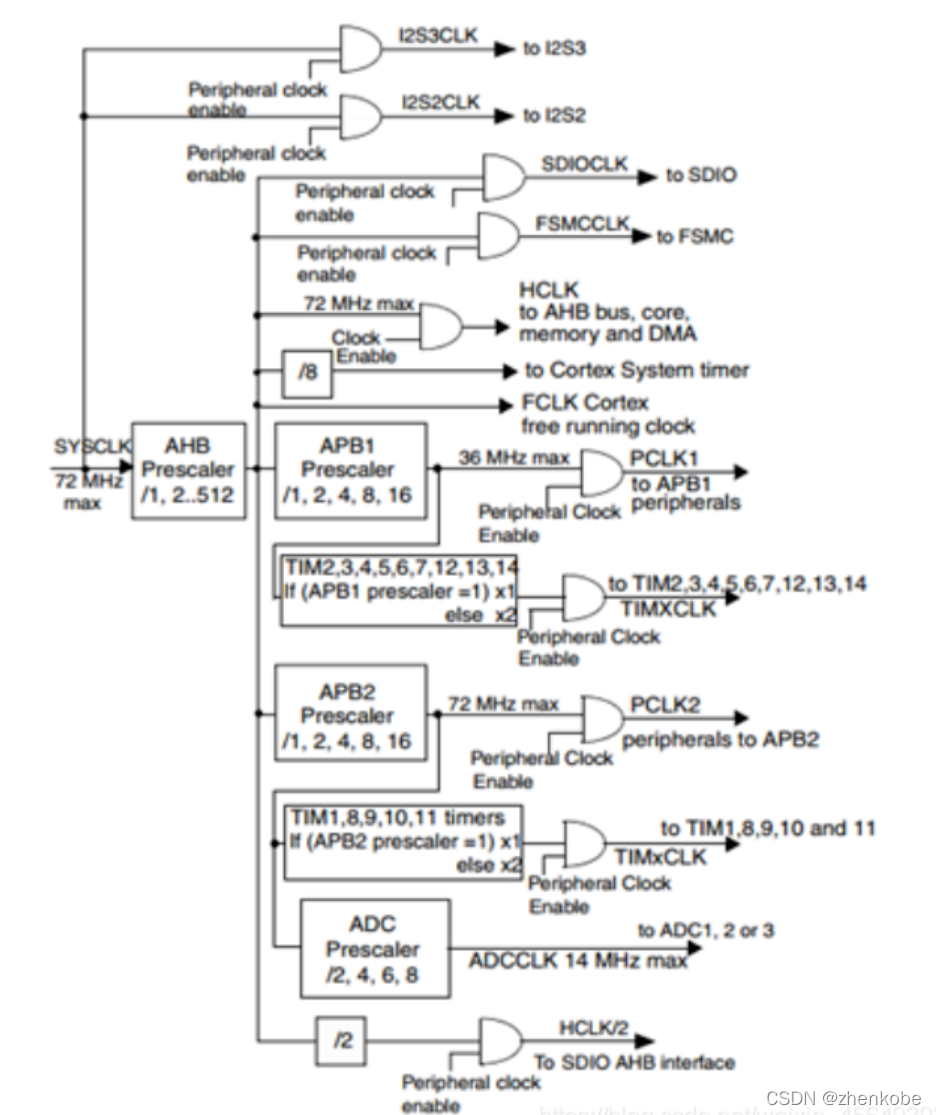 I2S3CLK
to I2S3
Peripheral clock
enable
I2S2CLK
to I2S2
Peripheral clock
enable
SDIOCLK
to SDIO
Peripheral clock
enable
FSMCCLK
to FSMC
Peripheral clock
enable
72 MHz max
HCLK
to AHB bus, core,
memory and DMA
Clock
Enable
/8
to Cortex System timer
FCLK Cortex
free running clock
SYSCLK
72 MHz
max
AHB
Prescaler
/1, 2..512
APB1
Prescaler
/1, 2, 4, 8, 16
36 MHz max
PCLK1
to APB1
peripherals
Peripheral Clock
Enable
TIM2,3,4,5,6,7,12,13,14
If (APB1 prescaler =1) x1
else x2
to TIM2,3,4,5,6,7,12,13,14
TIMXCLK
Peripheral Clock
Enable
APB2
Prescaler
/1, 2, 4, 8, 16
72 MHz max
PCLK2
peripherals to APB2
Peripheral Clock
Enable
TIM1,8,9,10,11 timers
If (APB2 prescaler =1) x1
else x2
to TIM1,8,9,10 and 11
TIMxCLK
Peripheral Clock
Enable
ADC
Prescaler
/2, 4, 6, 8
to ADC1, 2 or 3
ADCCLK 14 MHz max
/2
HCLK/2
To SDIO AHB interface
Peripheral clock
enable
CSDN @zhenkobe